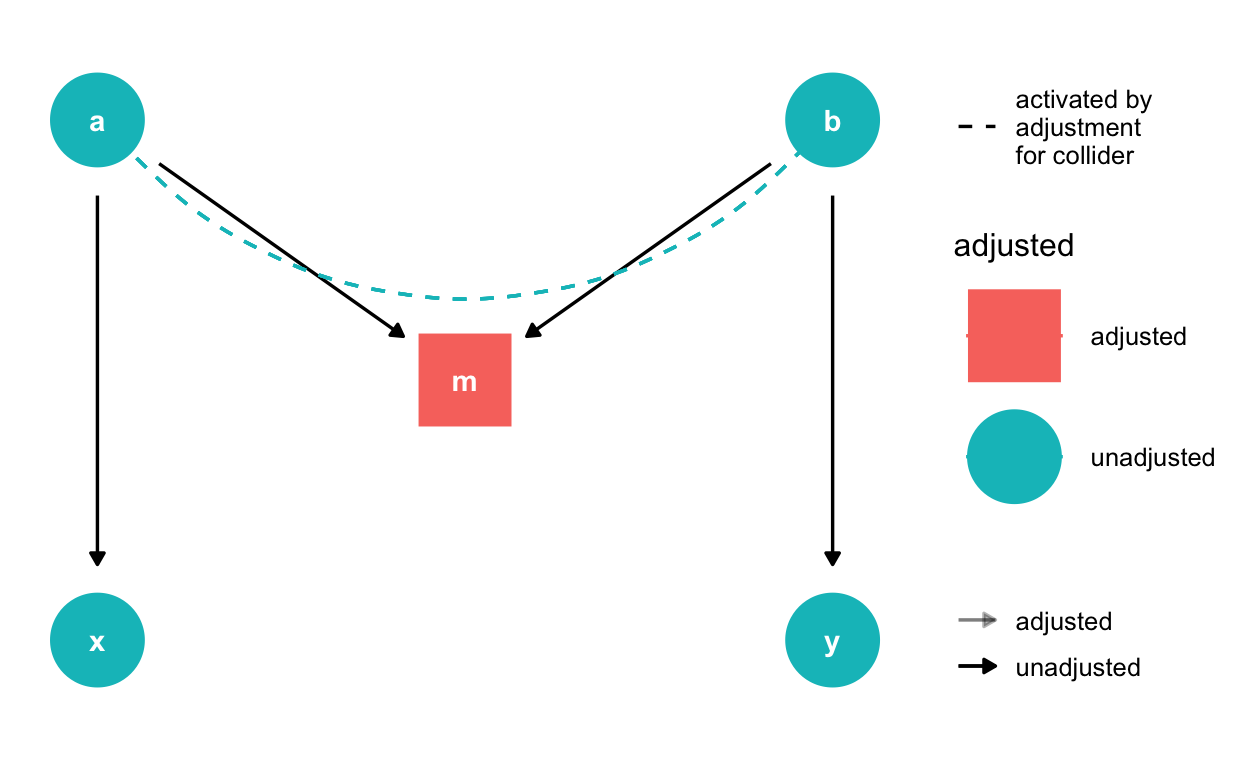 a
b
m
x
y
activated by
adjustment
for collider
adjusted
adjusted
unadjusted
adjusted
unadjusted